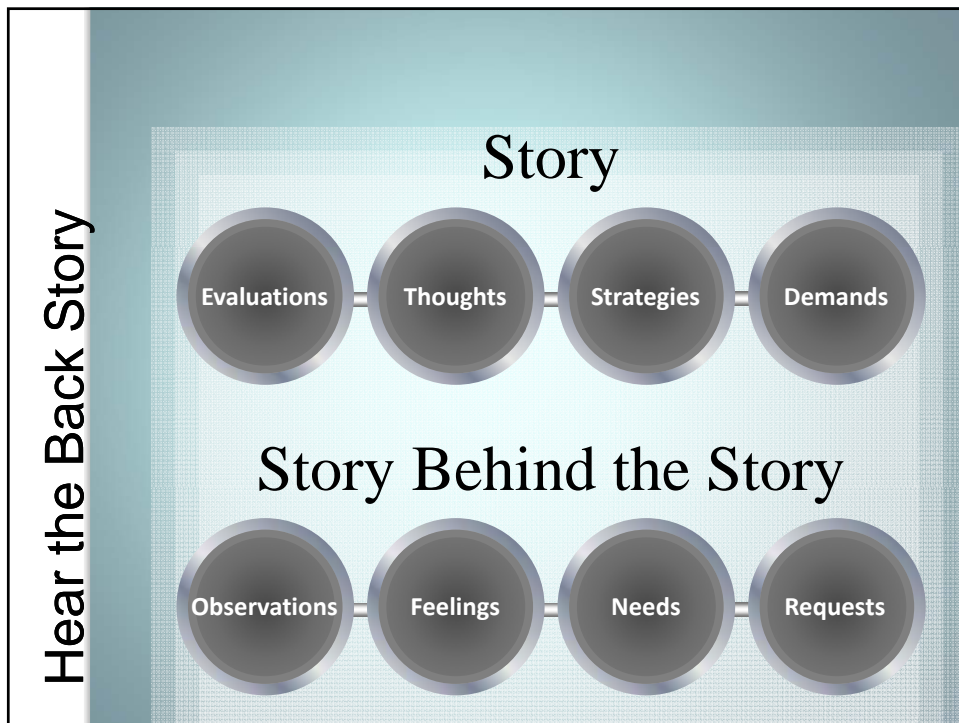 Hear the Back Story
Story
Evaluations Thoughts Strategies Demands
Story Behind the Story
Observations Feelings Needs Requests